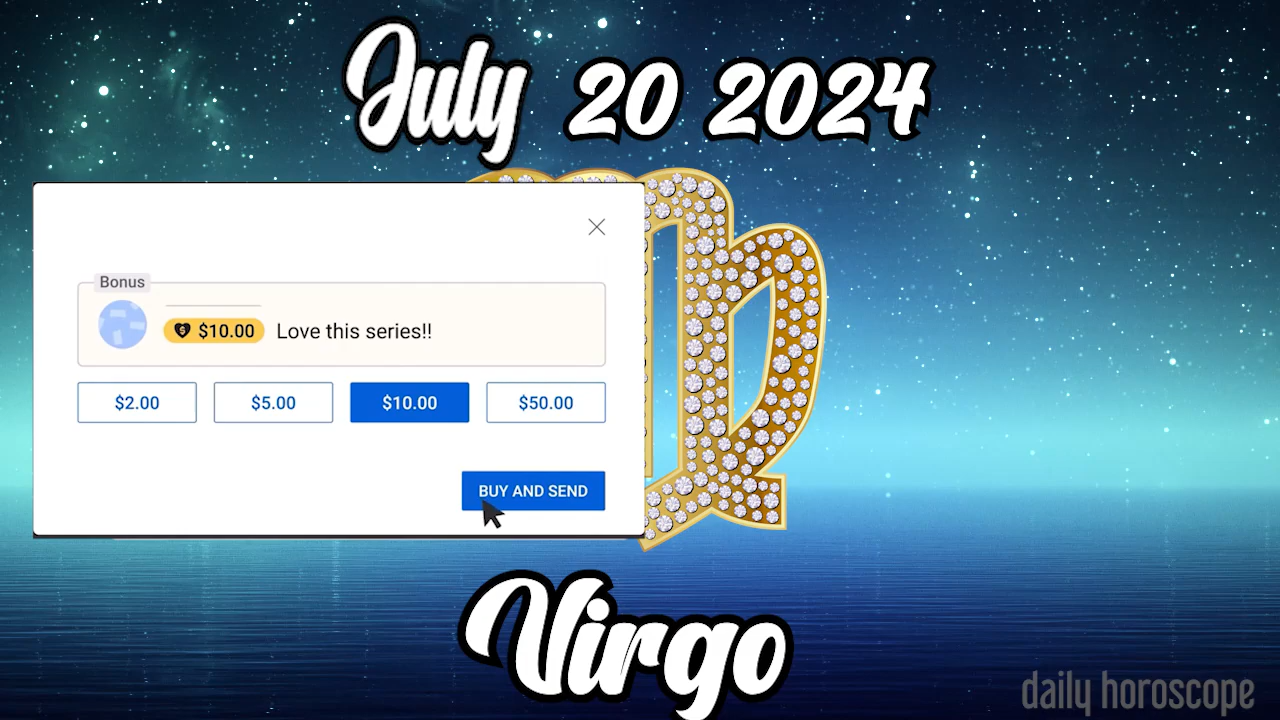 July 20 2024
Bonus
$10.00 Love this series!!
$2.00 $5.00 $10.00 $50.00
BUY AND SEND
Virgo
daily horoscope